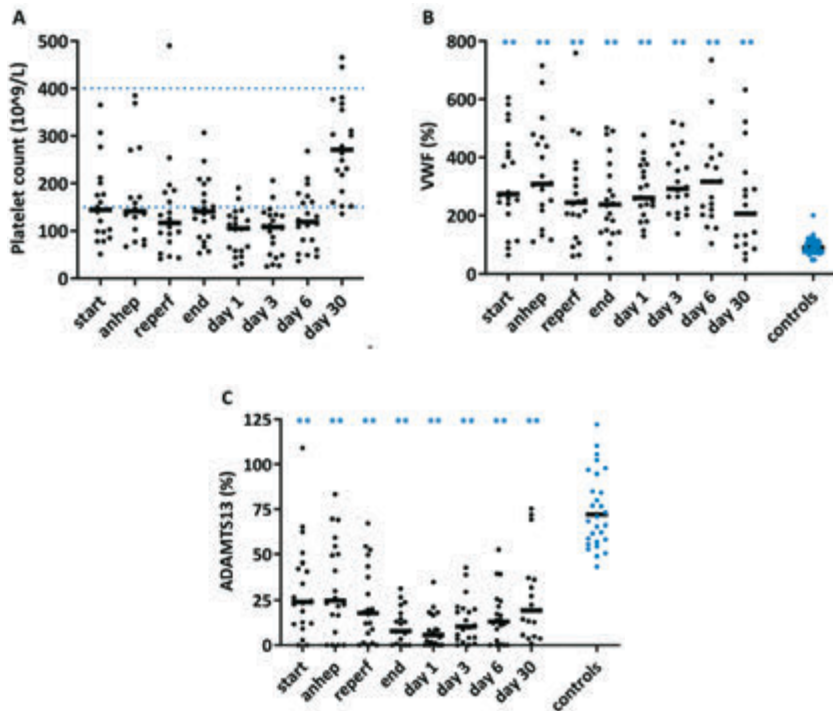 A
Platelet count (10^9/L)
500
400
300
200
100
0
start
anhep
reperf
end
day 1
day 3
day 6
day 30
B
VWF (%)
800
600
400
200
0
start
anhep
reperf
end
day 1
day 3
day 6
day 30
controls
C
ADAMTS13 (%)
125
100
75
50
25
0
start
anhep
reperf
end
day 1
day 3
day 6
day 30
controls